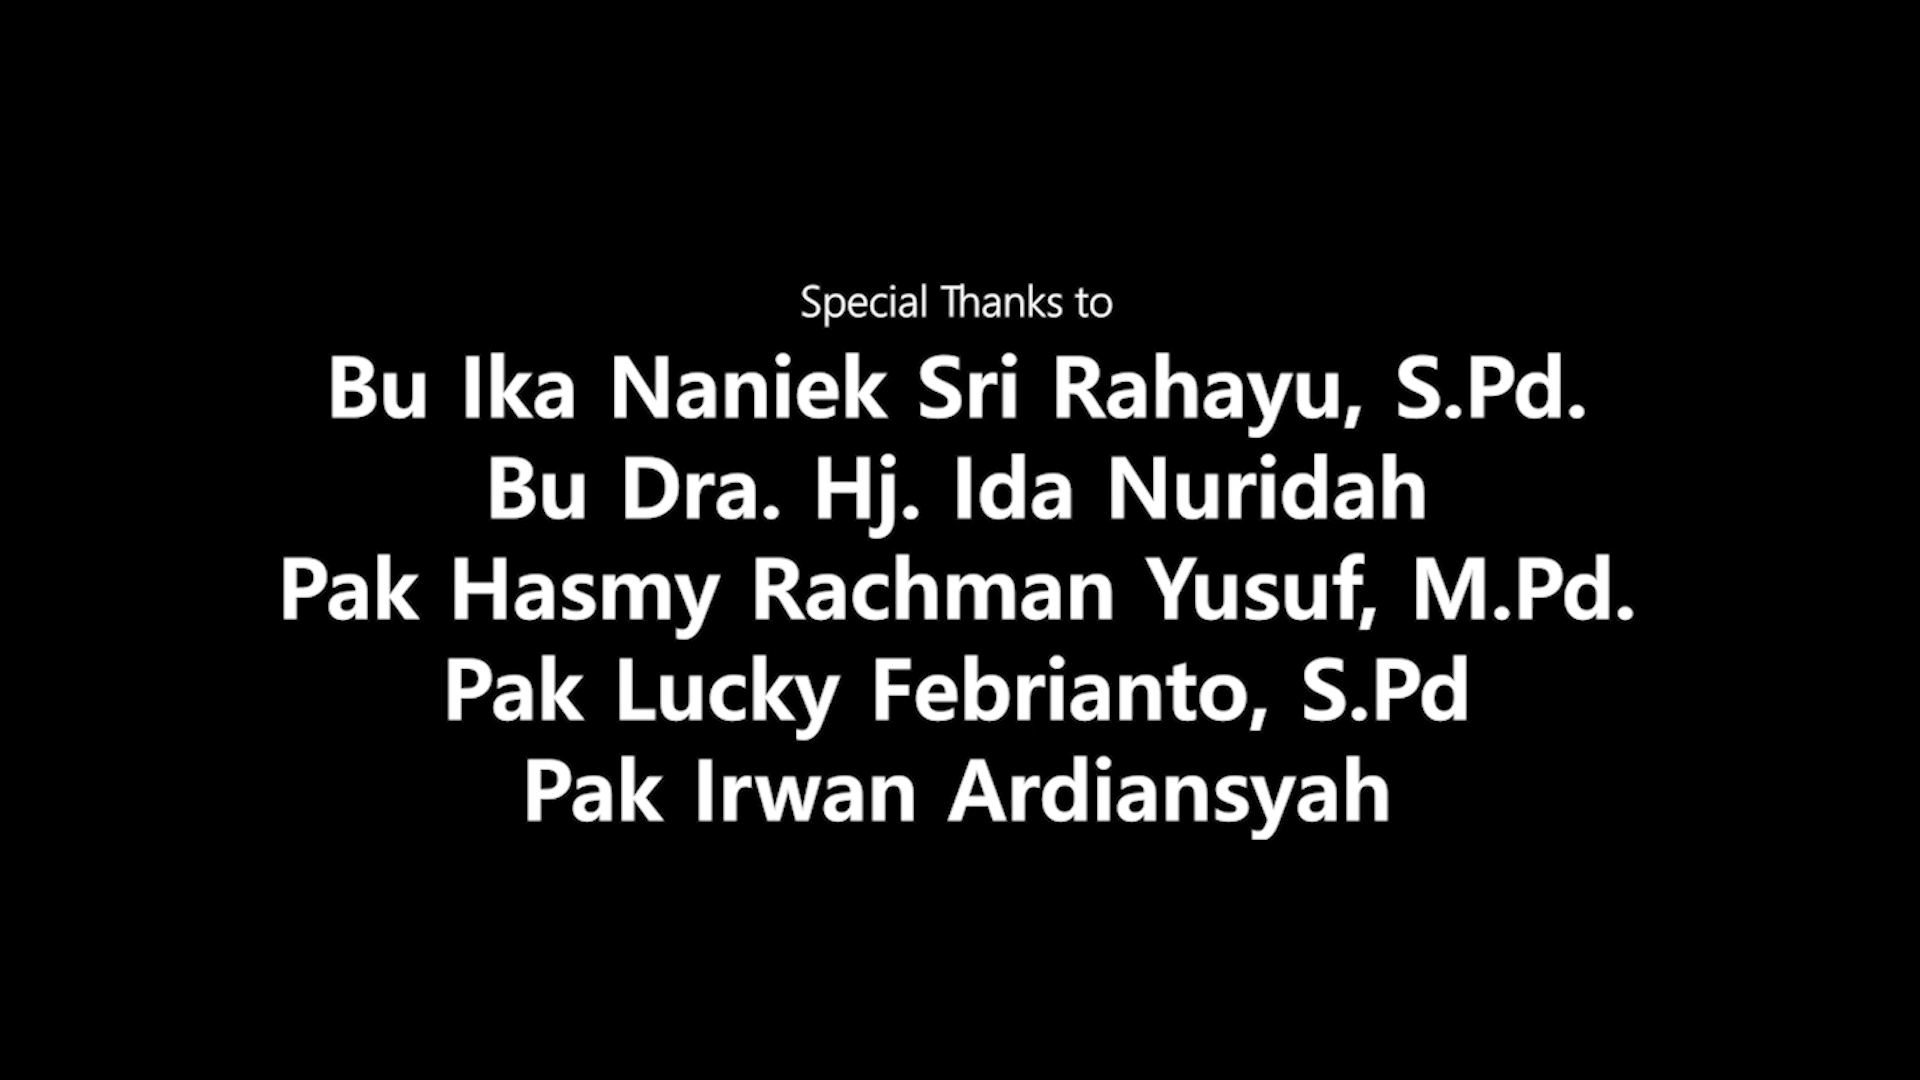 Special Thanks to
Bu Ika Naniek Sri Rahayu, S.Pd.
Bu Dra. Hj. Ida Nuridah
Pak Hasmy Rachman Yusuf, M.Pd.
Pak Lucky Febrianto, S.Pd
Pak Irwan Ardiansyah